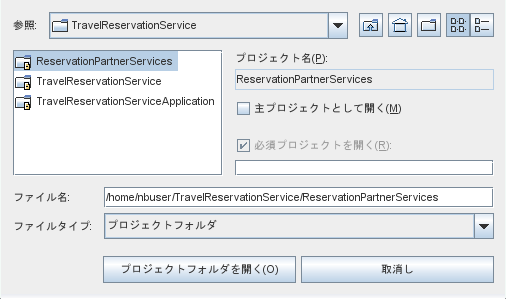 参照:
TravelReservationService
ReservationPartnerServices
TravelReservationService
TravelReservationServiceApplication
プロジェクト名(P):
ReservationPartnerServices
主プロジェクトとして開く(M)
必須プロジェクトを開く(R):
ファイル名:
/home/nbuser/TravelReservationService/ReservationPartnerServices
ファイルタイプ:
プロジェクトフォルダ
プロジェクトフォルダを開く(O)
取消し